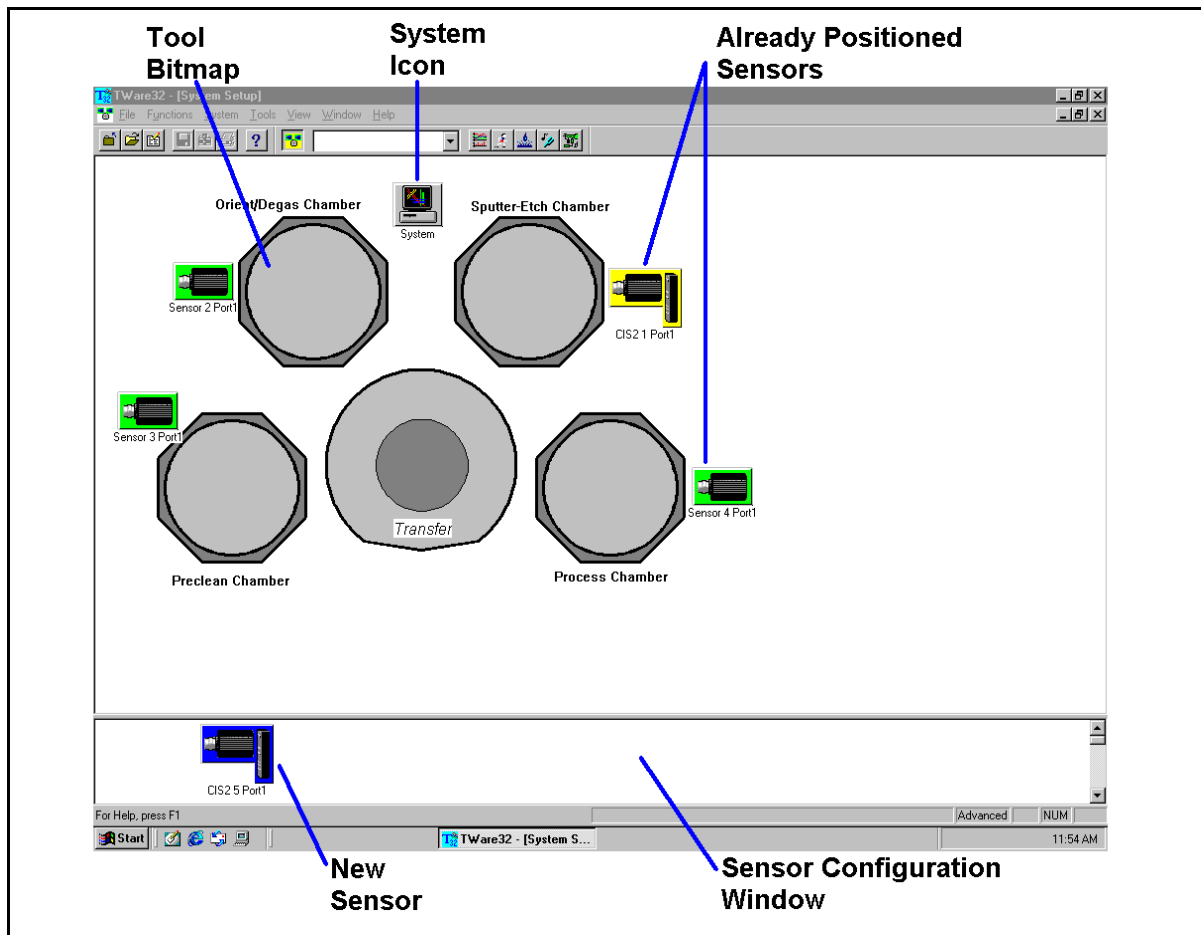 Tool
Bitmap
System
Icon
Already Positioned
Sensors
TWare32 - [System Setup]
File Functions System Tools View Window Help
Orient/Degas Chamber
Sputter-Etch Chamber
System
Sensor 2 Port1
CIS2 1 Port1
Sensor 3 Port1
Sensor 4 Port1
Transfer
Preclean Chamber
Process Chamber
CIS2 5 Port1
For Help, press F1
Advanced
NUM
Start
TWare32 - [System S...
11:54 AM
New
Sensor
Sensor Configuration
Window